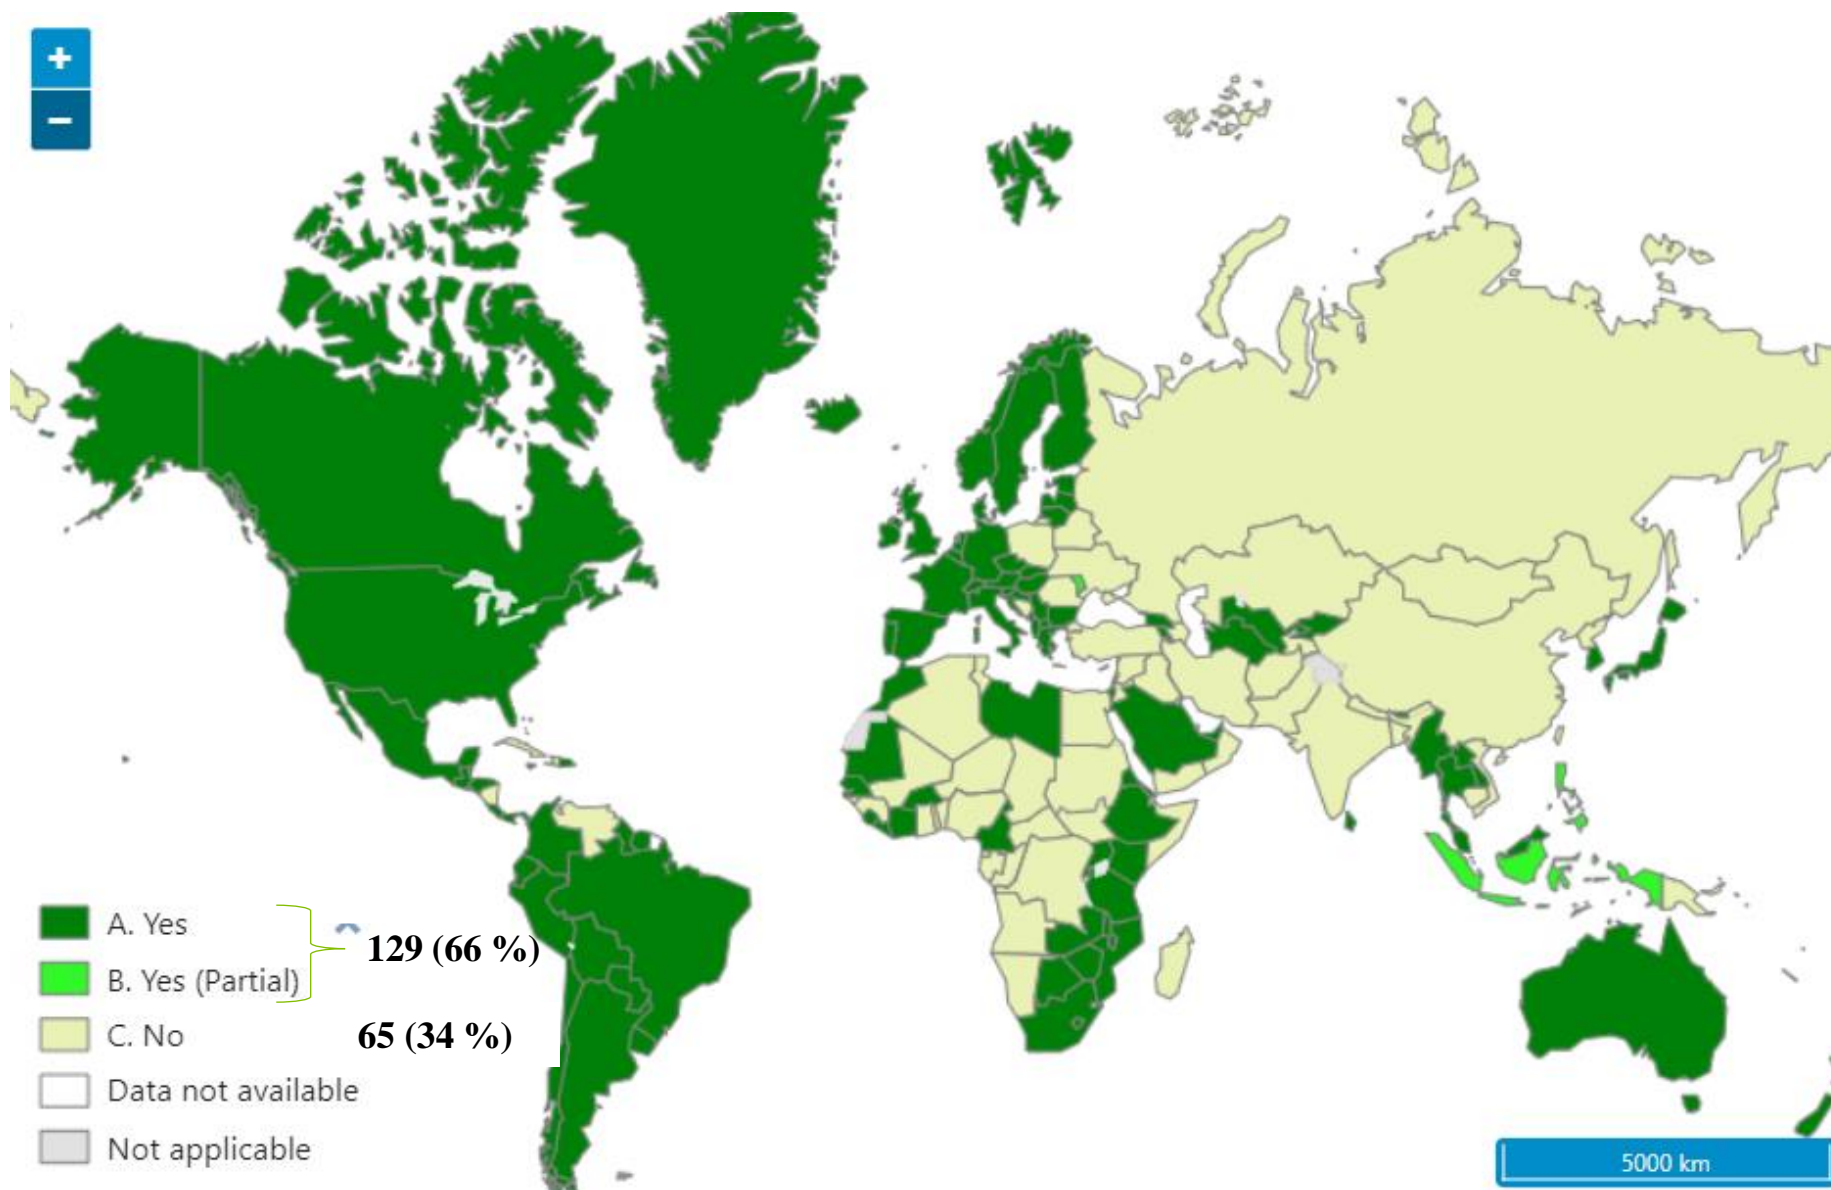 +
−
A. Yes
129 (66 %)
B. Yes (Partial)
C. No
65 (34 %)
Data not available
Not applicable
5000 km